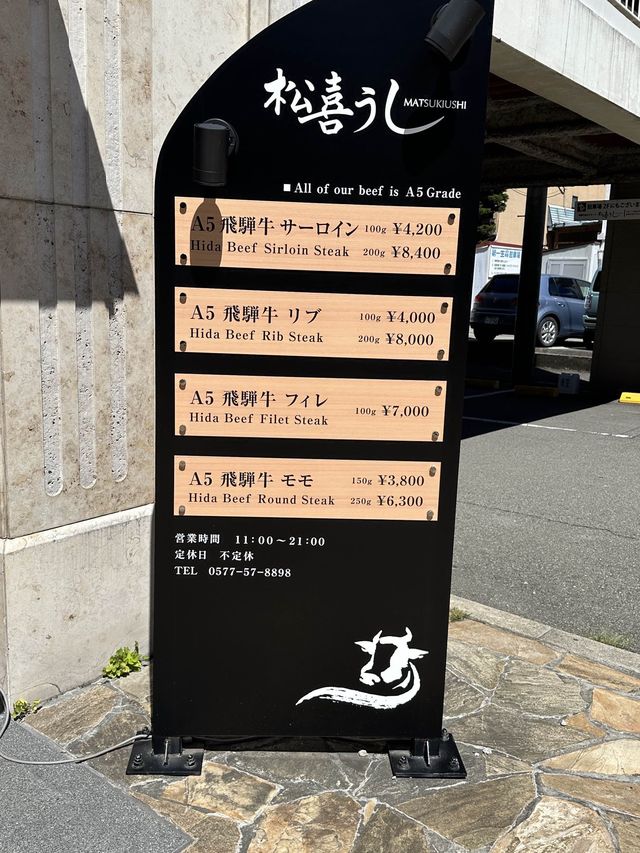 松喜うし MATSUKIUSHI
■ All of our beef is A5 Grade
A5 飛騨牛 サーロイン 100g ¥4,200
Hida Beef Sirloin Steak 200g ¥8,400
A5 飛騨牛 リブ 100g ¥4,000
Hida Beef Rib Steak 200g ¥8,000
A5 飛騨牛 フィレ
Hida Beef Filet Steak 100g ¥7,000
A5 飛騨牛 モモ 150g ¥3,800
Hida Beef Round Steak 250g ¥6,300
営業時間 11:00~21:00
定休日 不定休
TEL 0577-57-8898